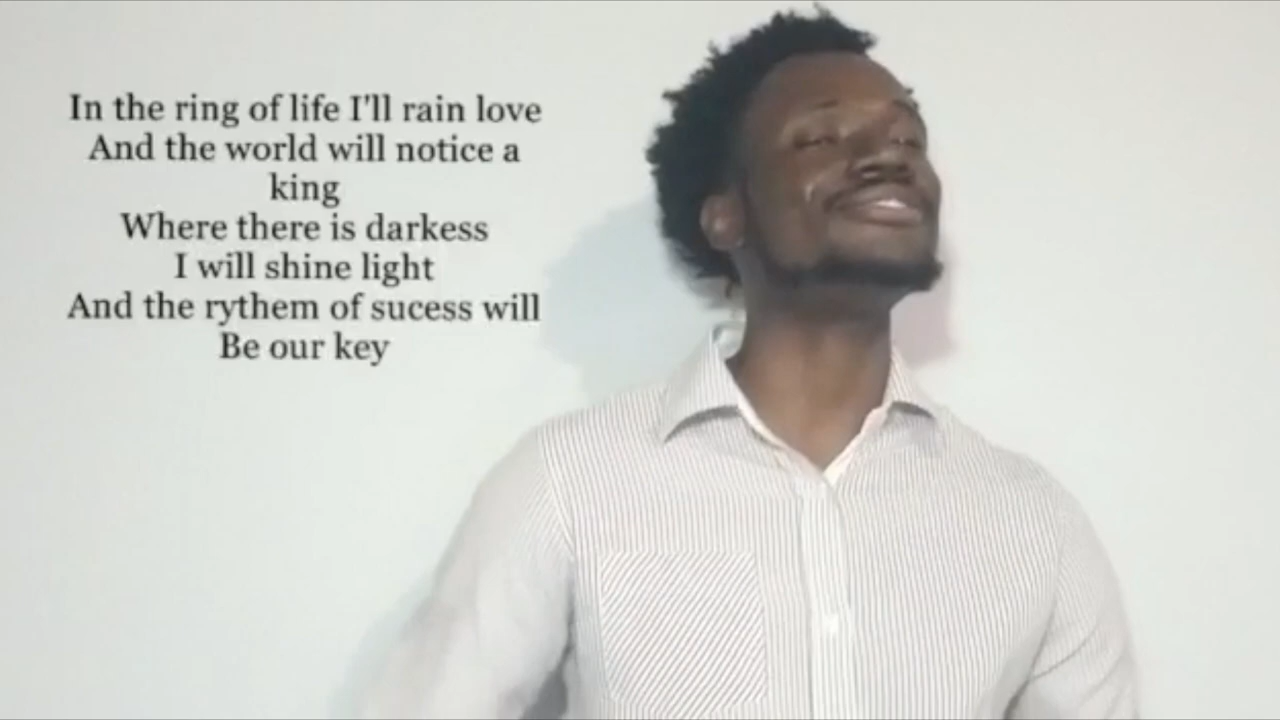 In the ring of life I'll rain love
And the world will notice a
king
Where there is darkess
I will shine light
And the rythem of sucess will
Be our key